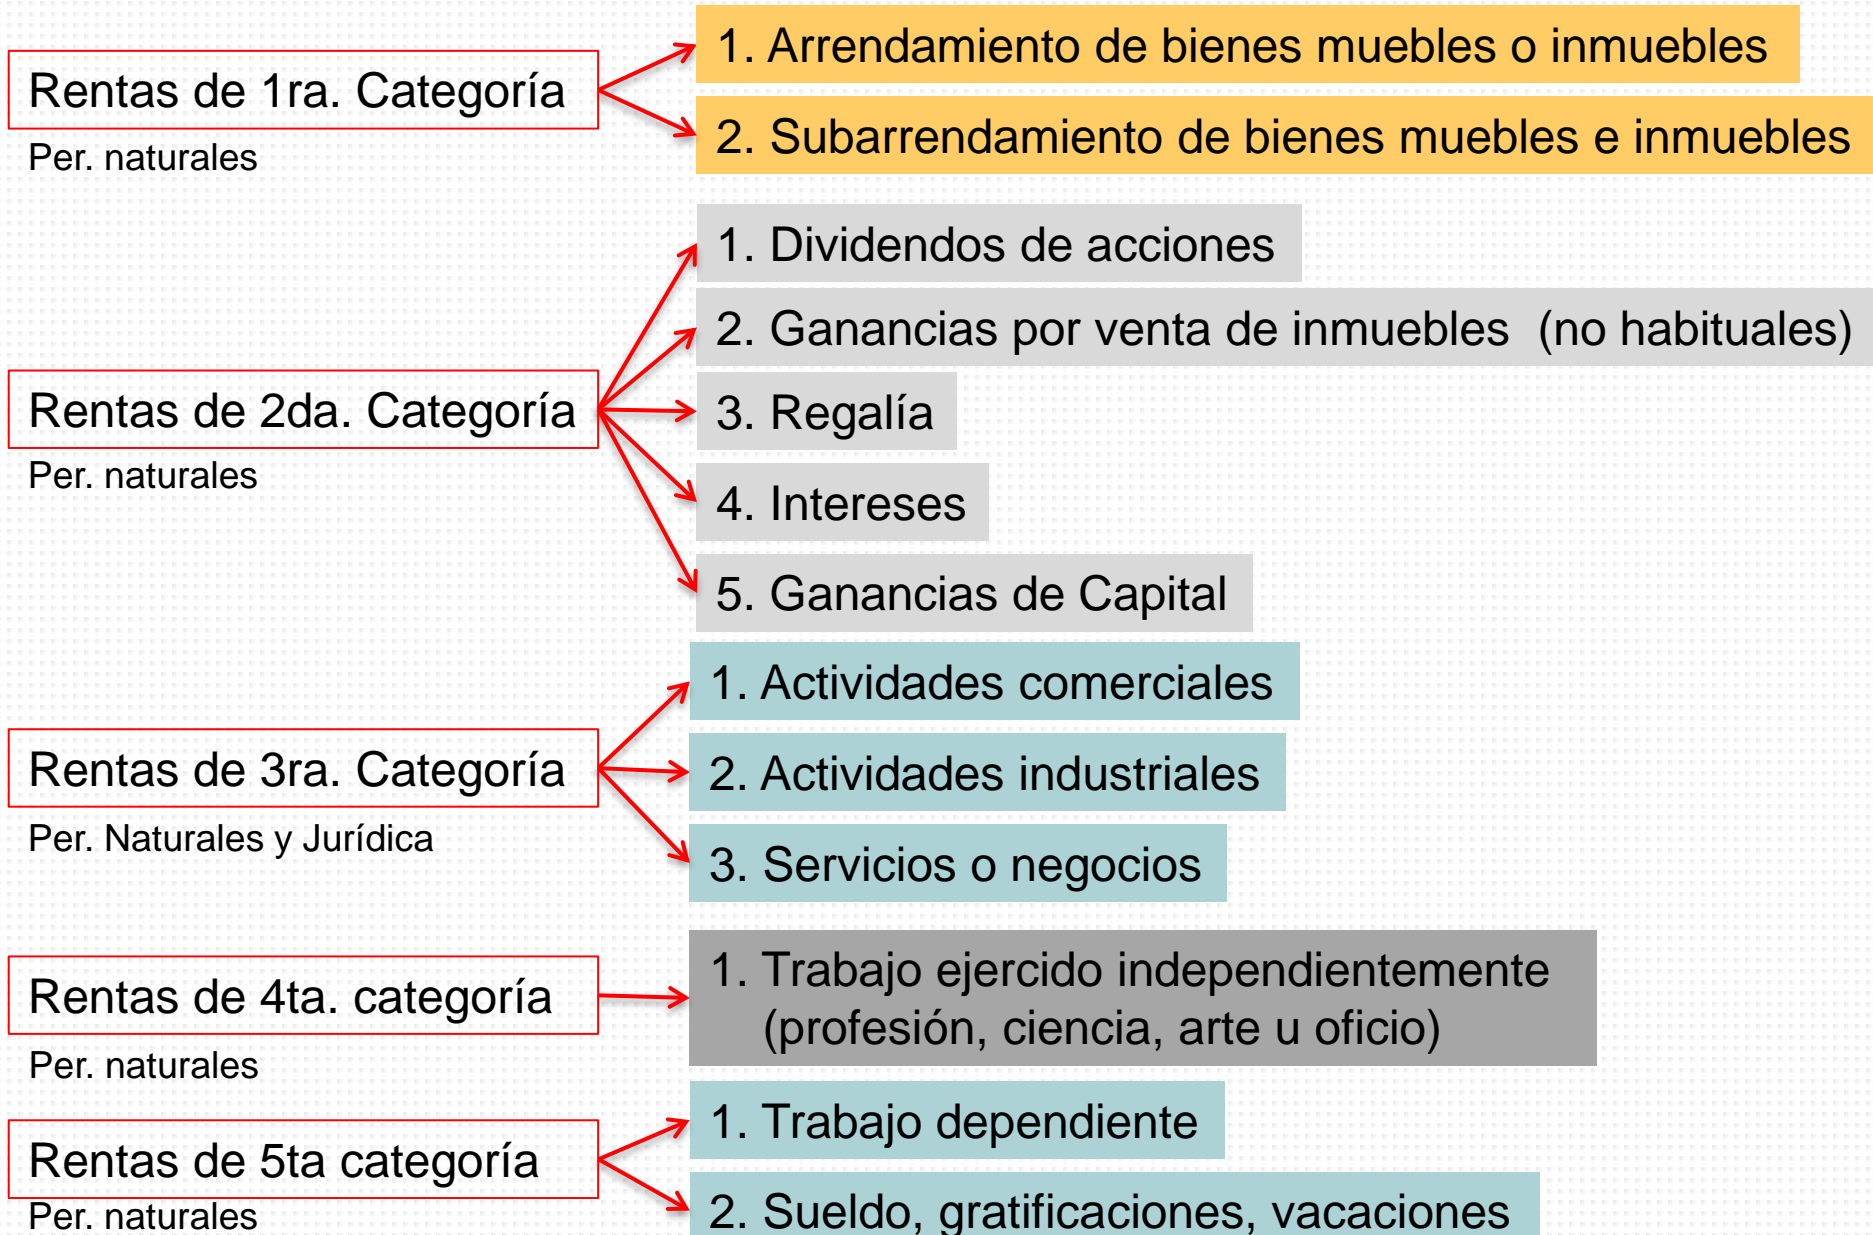 Rentas de 1ra. Categoría
Per. naturales
1. Arrendamiento de bienes muebles o inmuebles
2. Subarrendamiento de bienes muebles e inmuebles
Rentas de 2da. Categoría
Per. naturales
1. Dividendos de acciones
2. Ganancias por venta de inmuebles (no habituales)
3. Regalía
4. Intereses
5. Ganancias de Capital
Rentas de 3ra. Categoría
Per. Naturales y Jurídica
1. Actividades comerciales
2. Actividades industriales
3. Servicios o negocios
Rentas de 4ta. categoría
Per. naturales
1. Trabajo ejercido independientemente
(profesión, ciencia, arte u oficio)
Rentas de 5ta categoría
Per. naturales
1. Trabajo dependiente
2. Sueldo, gratificaciones, vacaciones